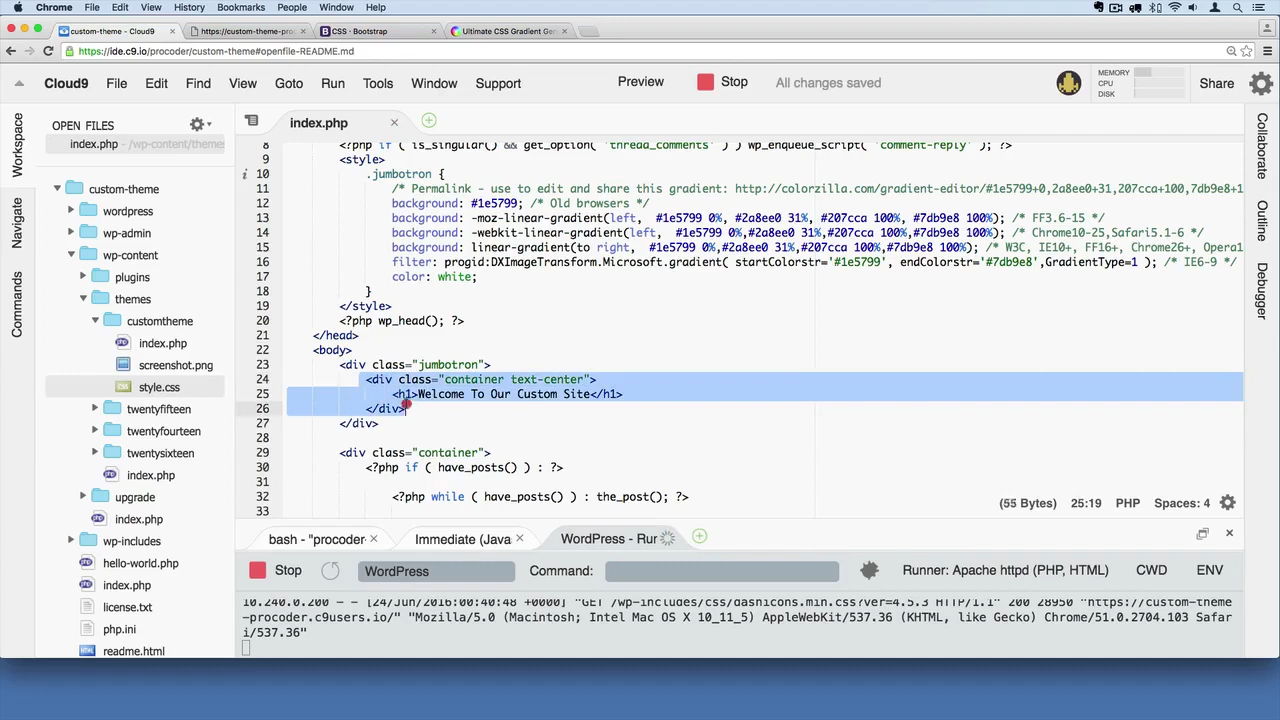 Chrome File Edit View History Bookmarks People Window Help
custom-theme - Cloud9 × https://custom-theme-pro × CSS · Bootstrap × Ultimate CSS Gradient Gen ×
https://ide.c9.io/procoder/custom-theme#openfile-README.md
Cloud9 File Edit Find View Goto Run Tools Window Support Preview Stop All changes saved MEMORY CPU DISK Share
Workspace
Navigate
Commands
OPEN FILES
index.php - /wp-content/themes
custom-theme
wordpress
wp-admin
wp-content
plugins
themes
customtheme
index.php
screenshot.png
style.css
twentyfifteen
twentyfourteen
twentysixteen
index.php
upgrade
index.php
wp-includes
hello-world.php
index.php
license.txt
php.ini
readme.html
index.php ×
8 <?php if ( is_singular() && get_option( 'thread_comments' ) ) wp_enqueue_script( 'comment-reply' ); ?>
9 <style>
10 .jumbotron {
11 /* Permalink - use to edit and share this gradient: http://colorzilla.com/gradient-editor/#1e5799+0,2a8ee0+31,207cca+100,7db9e8+1
12 background: #1e5799; /* Old browsers */
13 background: -moz-linear-gradient(left, #1e5799 0%, #2a8ee0 31%, #207cca 100%, #7db9e8 100%); /* FF3.6-15 */
14 background: -webkit-linear-gradient(left, #1e5799 0%,#2a8ee0 31%,#207cca 100%,#7db9e8 100%); /* Chrome10-25,Safari5.1-6 */
15 background: linear-gradient(to right, #1e5799 0%,#2a8ee0 31%,#207cca 100%,#7db9e8 100%); /* W3C, IE10+, FF16+, Chrome26+, Opera1
16 filter: progid:DXImageTransform.Microsoft.gradient( startColorstr='#1e5799', endColorstr='#7db9e8',GradientType=1 ); /* IE6-9 */
17 color: white;
18 }
19 </style>
20 <?php wp_head(); ?>
21 </head>
22 <body>
23 <div class="jumbotron">
24 <div class="container text-center">
25 <h1>Welcome To Our Custom Site</h1>
26 </div>
27 </div>
28
29 <div class="container">
30 <?php if ( have_posts() ) : ?>
31
32 <?php while ( have_posts() ) : the_post(); ?>
33
(55 Bytes) 25:19 PHP Spaces: 4
Collaborate
Outline
Debugger
bash - "procoder- × Immediate (Java × WordPress - Run
Stop WordPress Command: Runner: Apache httpd (PHP, HTML) CWD ENV
10.240.0.200 - - [24/Jun/2016:00:40:48 +0000] "GET /wp-includes/css/dashicons.min.css?ver=4.5.3 HTTP/1.1" 200 28950 "https://custom-theme
-procoder.c9users.io/" "Mozilla/5.0 (Macintosh; Intel Mac OS X 10_11_5) AppleWebKit/537.36 (KHTML, like Gecko) Chrome/51.0.2704.103 Safar
i/537.36"